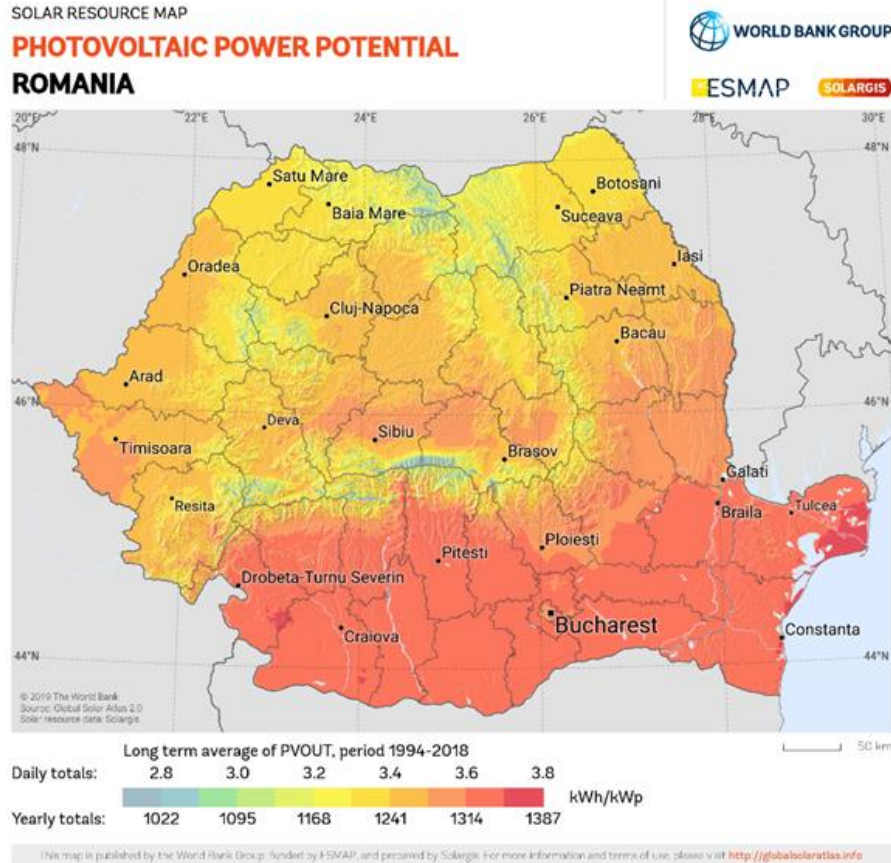 SOLAR RESOURCE MAP
PHOTOVOLTAIC POWER POTENTIAL
ROMANIA
WORLD BANK GROUP
ESMAP
SOLARGIS
20°E 22°E 24°E 26°E 28°E 30°E
48°N 48°N
Satu Mare
Botosani
Baia Mare
Suceava
Iasi
Oradea
Piatra Neamt
Cluj-Napoca
Bacau
Arad
46°N 46°N
Deva
Sibiu
Timisoara
Brasov
Galati
Resita
Braila
Tulcea
Ploiesti
Pitesti
Drobeta-Turnu Severin
Bucharest
Craiova
Constanta
44°N 44°N
© 2019 The World Bank
Source: Global Solar Atlas 2.0
Solar resource data: Solargis
50 km
Long term average of PVOUT, period 1994-2018
Daily totals: 2.8 3.0 3.2 3.4 3.6 3.8
kWh/kWp
Yearly totals: 1022 1095 1168 1241 1314 1387
This map is published by the World Bank Group, funded by ESMAP, and prepared by Solargis. For more information and terms of use, please visit http://globalsolaratlas.info